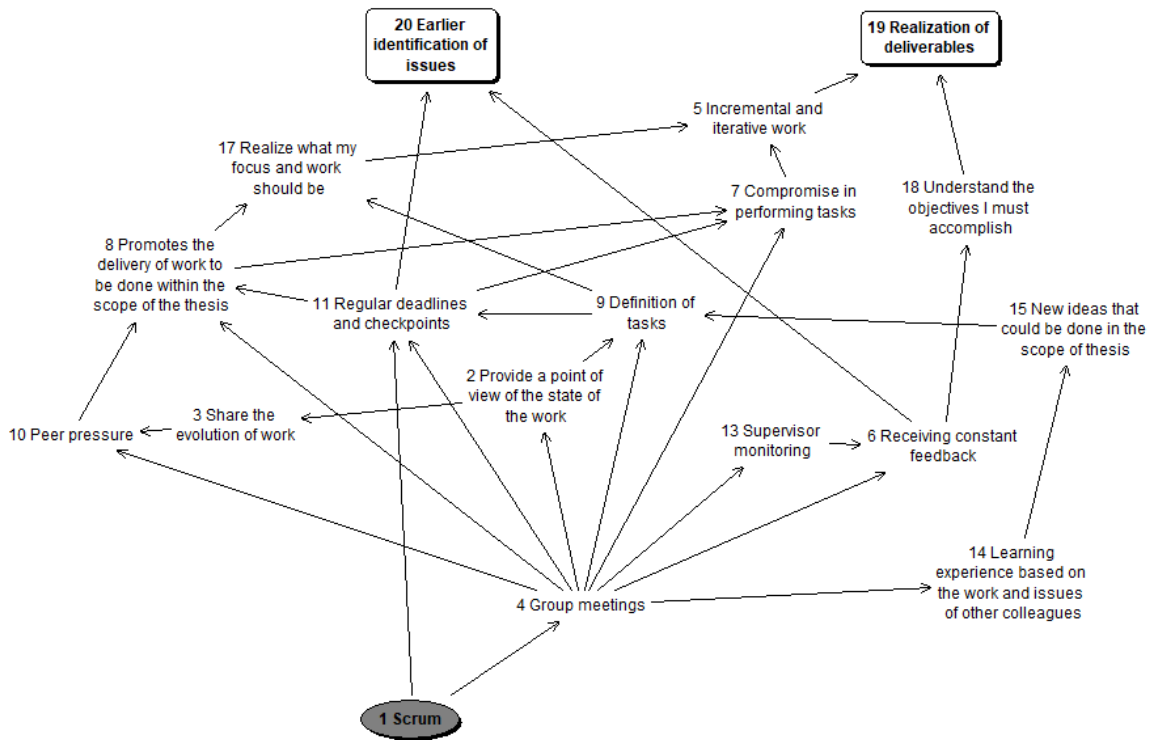 20 Earlier
identification of
issues
19 Realization of
deliverables
5 Incremental and
iterative work
17 Realize what my
focus and work
should be
7 Compromise in
performing tasks
18 Understand the
objectives I must
accomplish
8 Promotes the
delivery of work to
be done within the
scope of the thesis
11 Regular deadlines
and checkpoints
9 Definition of
tasks
15 New ideas that
could be done in the
scope of thesis
2 Provide a point of
view of the state of
the work
3 Share the
evolution of work
10 Peer pressure
13 Supervisor
monitoring
6 Receiving constant
feedback
14 Learning
experience based on
the work and issues
of other colleagues
4 Group meetings
1 Scrum